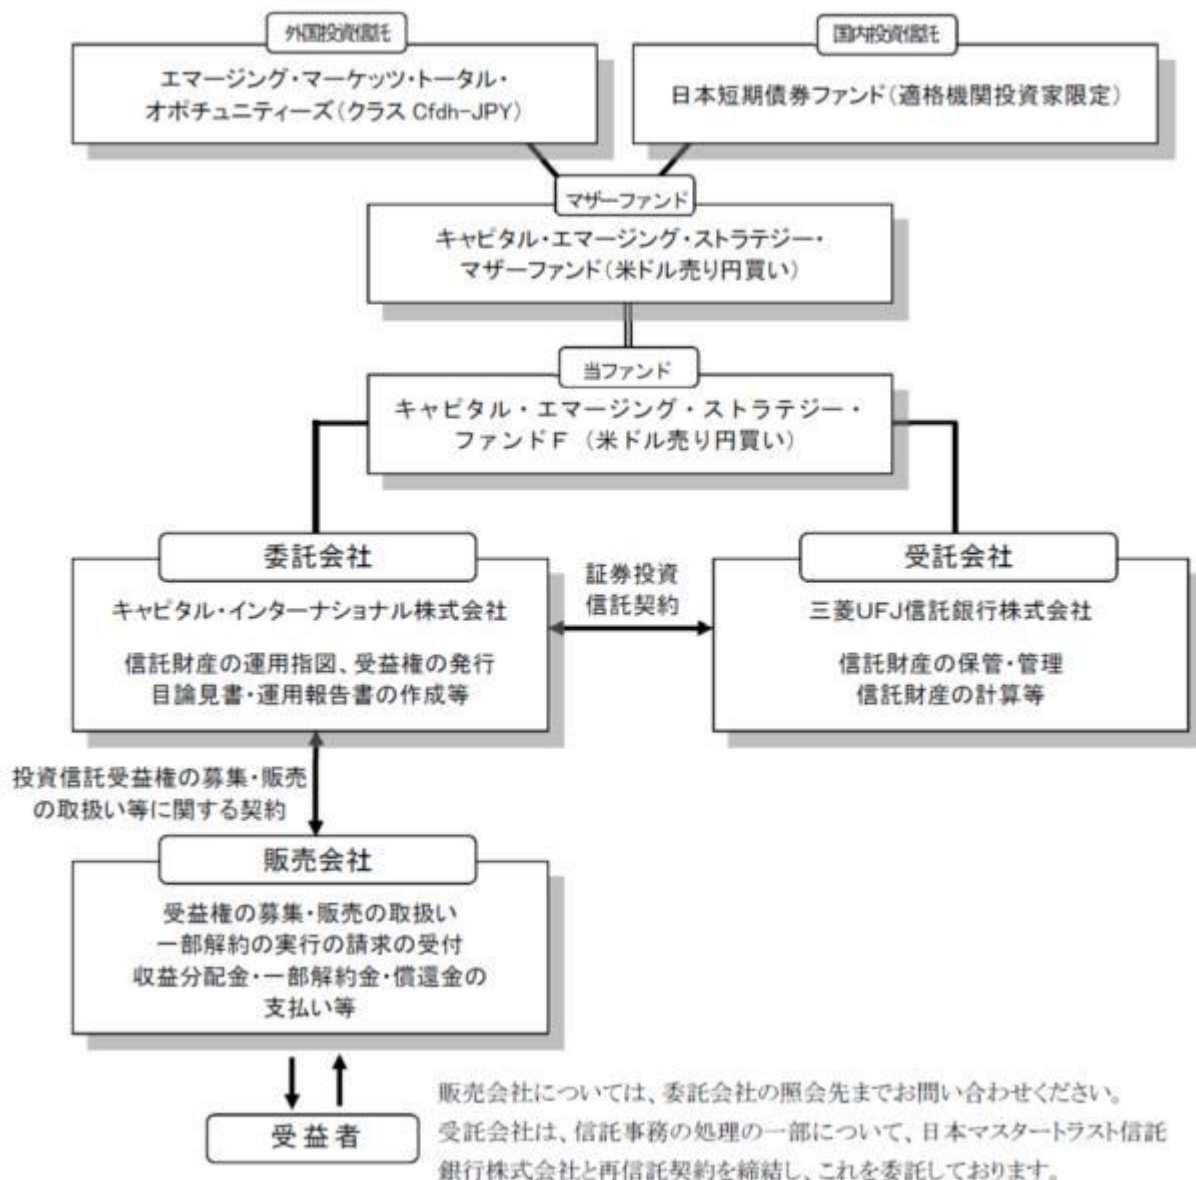 外国投資信託
エマージング・マーケッツ・トータル・
オポチュニティーズ(クラス Cfdh-JPY)
国内投資信託
日本短期債券ファンド(適格機関投資家限定)
マザーファンド
キャピタル・エマージング・ストラテジー・
マザーファンド(米ドル売り円買い)
当ファンド
キャピタル・エマージング・ストラテジー・
ファンドF (米ドル売り円買い)
委託会社
キャピタル・インターナショナル株式会社
信託財産の運用指図、受益権の発行
目論見書・運用報告書の作成等
証券投資
信託契約
受託会社
三菱UFJ信託銀行株式会社
信託財産の保管・管理
信託財産の計算等
投資信託受益権の募集・販売
の取扱い等に関する契約
販売会社
受益権の募集・販売の取扱い
一部解約の実行の請求の受付
収益分配金・一部解約金・償還金の
支払い等
受益者
販売会社については、委託会社の照会先までお問い合わせください。
受託会社は、信託事務の処理の一部について、日本マスタートラスト信託
銀行株式会社と再信託契約を締結し、これを委託しております。